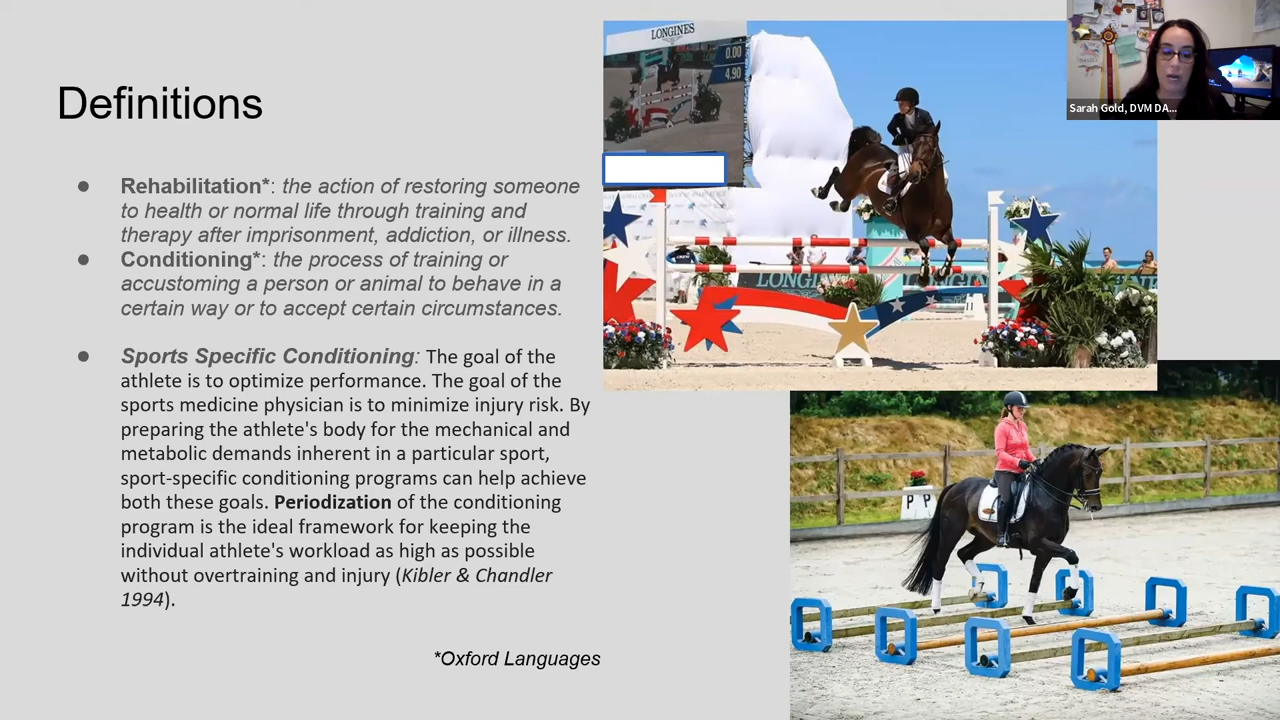 Definitions
● Rehabilitation*: the action of restoring someone
to health or normal life through training and
therapy after imprisonment, addiction, or illness.
● Conditioning*: the process of training or
accustoming a person or animal to behave in a
certain way or to accept certain circumstances.
● Sports Specific Conditioning: The goal of the
athlete is to optimize performance. The goal of the
sports medicine physician is to minimize injury risk. By
preparing the athlete's body for the mechanical and
metabolic demands inherent in a particular sport,
sport-specific conditioning programs can help achieve
both these goals. Periodization of the conditioning
program is the ideal framework for keeping the
individual athlete's workload as high as possible
without overtraining and injury (Kibler & Chandler
1994).
*Oxford Languages
LONGINES
0.00
4.90
LONGINES
LONGIN
Sarah Gold, DVM DA...
P P